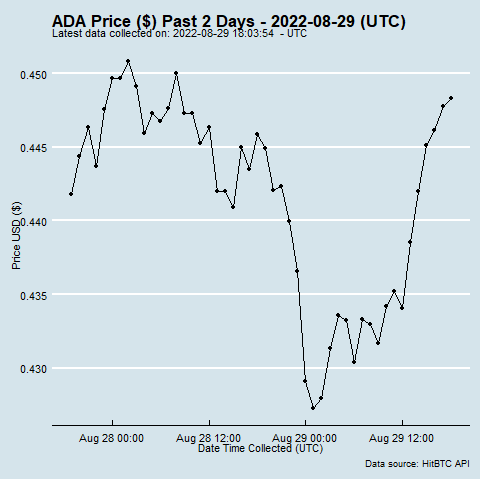 ADA Price ($) Past 2 Days - 2022-08-29 (UTC)
Latest data collected on: 2022-08-29 18:03:54 - UTC
0.450
0.445
0.440
0.435
0.430
Price USD ($)
Aug 28 00:00 Aug 28 12:00 Aug 29 00:00 Aug 29 12:00
Date Time Collected (UTC)
Data source: HitBTC API